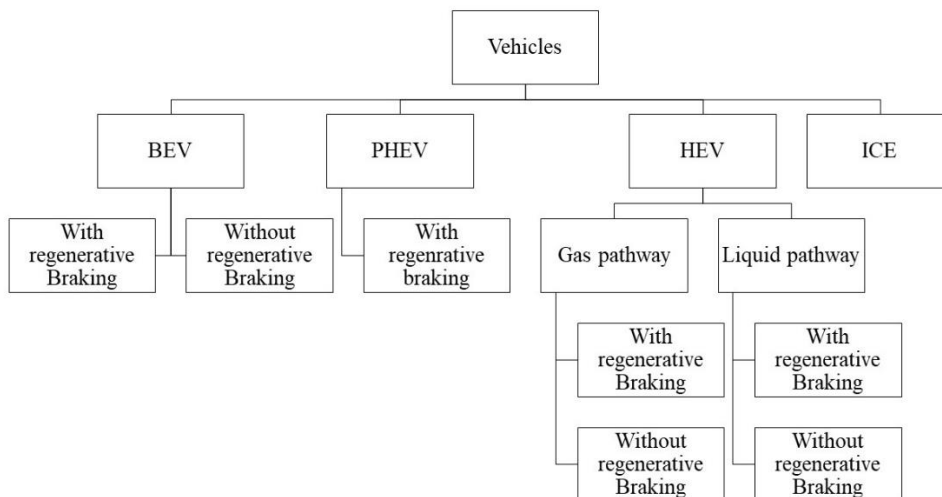 Vehicles
BEV
PHEV
HEV
ICE
With
regenerative
Braking
Without
regenerative
Braking
With
regenrative
braking
Gas pathway
Liquid pathway
With
regenerative
Braking
With
regenerative
Braking
Without
regenerative
Braking
Without
regenerative
Braking